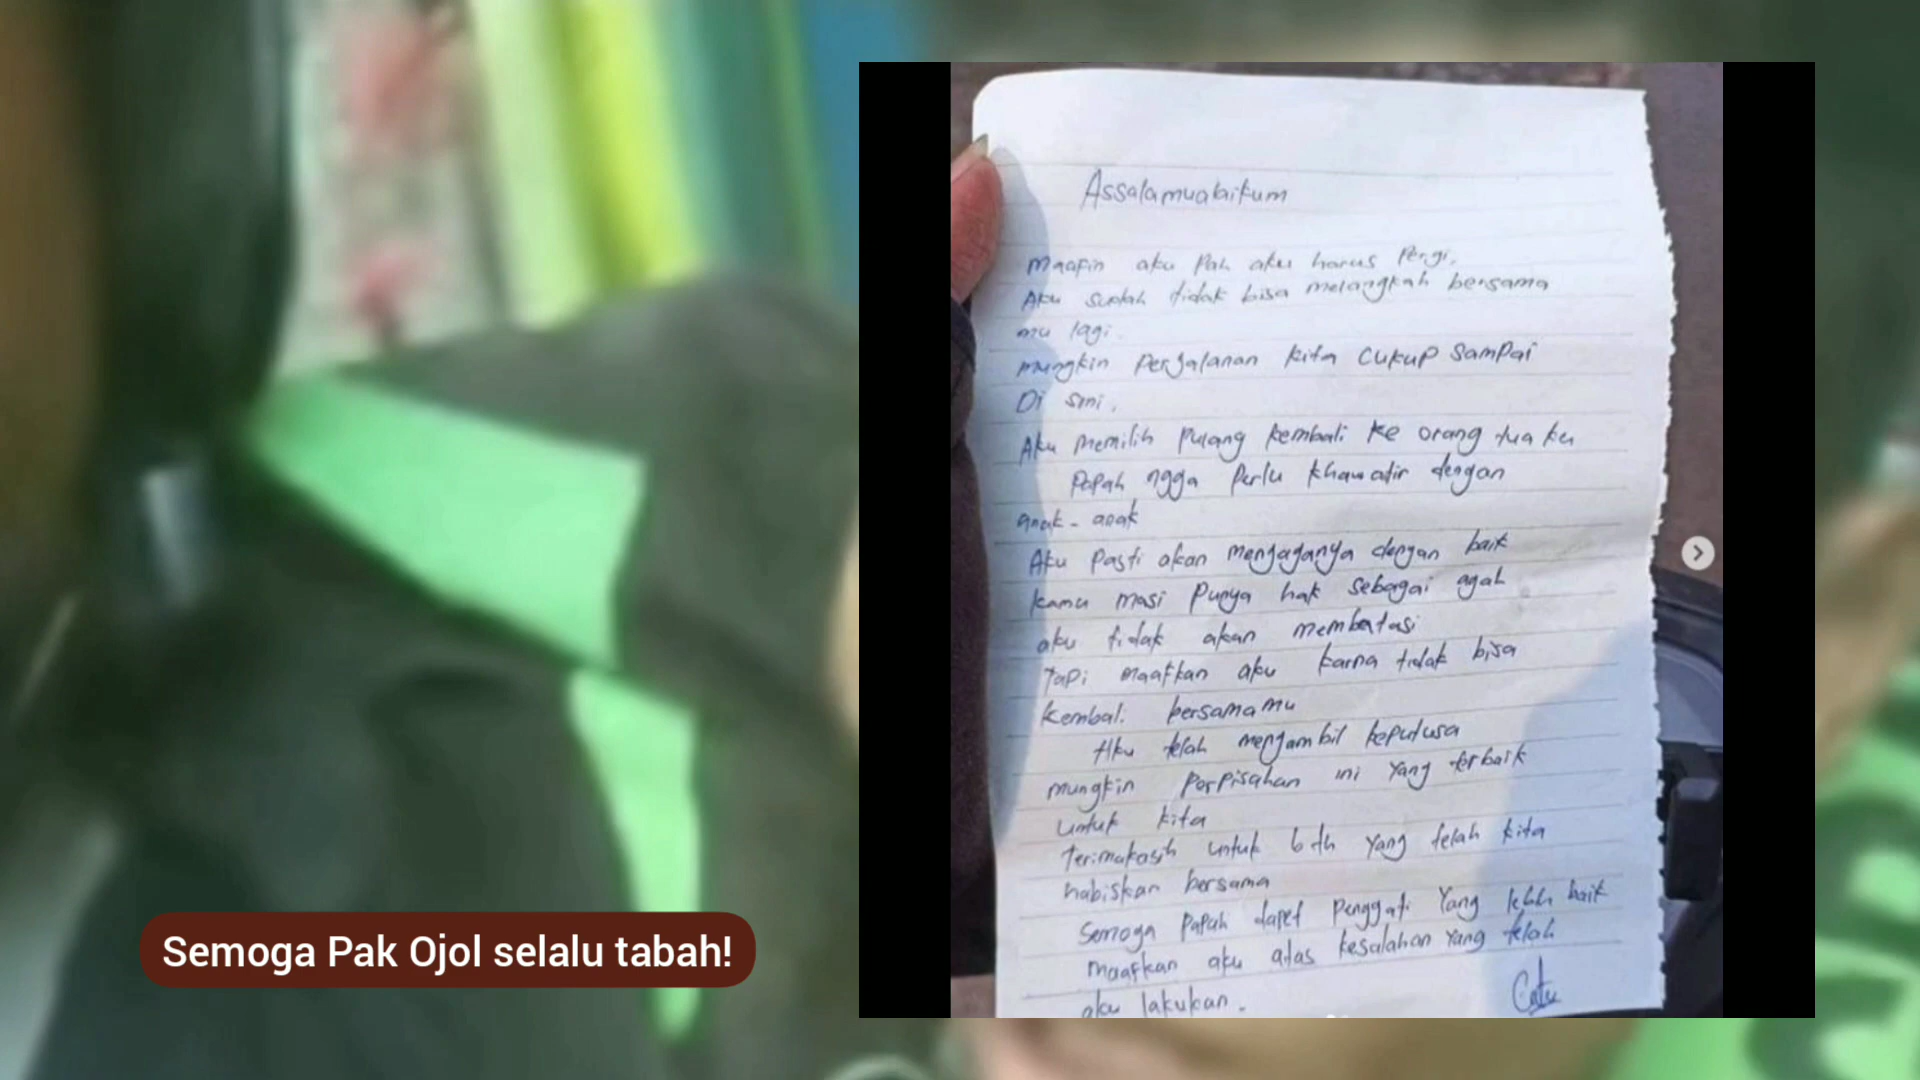 Assalamualaikum
Maafin aku Pah aku harus Pergi.
Aku sudah tidak bisa melangkah bersama
mu lagi.
mungkin Perjalanan kita cukup sampai
Di sini,
Aku memilih pulang kembali ke orang tua ku
Papah ngga Perlu khawatir dengan
anak-anak
Aku Pasti akan menjaganya dengan baik
kamu masi Punya hak sebagai ayah
aku tidak akan membatasi
tapi maafkan aku karna tidak bisa
kembali bersamamu
Aku telah mengambil keputusa
mungkin Perpisahan ini yang terbaik
untuk kita
terimakasih untuk 6 th yang telah kita
habiskan bersama
semoga Papah dapet Penggati Yang lebih baik
maafkan aku atas kesalahan yang telah
aku lakukan.
Semoga Pak Ojol selalu tabah!